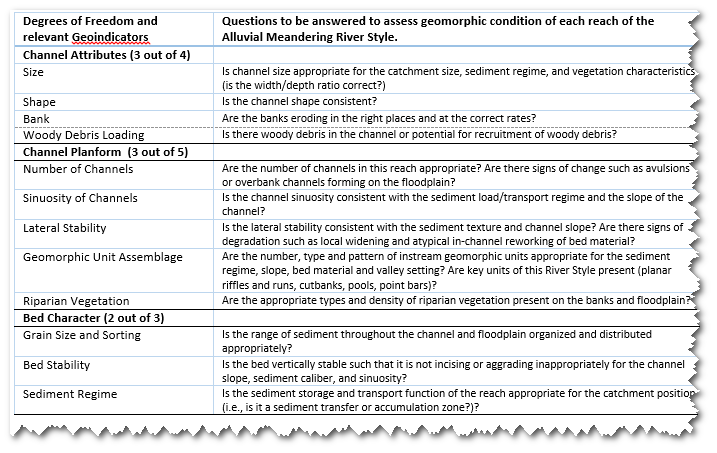 Degrees of Freedom and Questions to be answered to assess geomorphic condition of each reach of the
relevant Geoindicators Alluvial Meandering River Style.
Channel Attributes (3 out of 4)
Size Is channel size appropriate for the catchment size, sediment regime, and vegetation characteristics
(is the width/depth ratio correct?)
Shape Is the channel shape consistent?
Bank Are the banks eroding in the right places and at the correct rates?
Woody Debris Loading Is there woody debris in the channel or potential for recruitment of woody debris?
Channel Planform (3 out of 5)
Number of Channels Are the number of channels in this reach appropriate? Are there signs of change such as avulsions
or overbank channels forming on the floodplain?
Sinuosity of Channels Is the channel sinuosity consistent with the sediment load/transport regime and the slope of the
channel?
Lateral Stability Is the lateral stability consistent with the sediment texture and channel slope? Are there signs of
degradation such as local widening and atypical in-channel reworking of bed material?
Geomorphic Unit Assemblage Are the number, type and pattern of instream geomorphic units appropriate for the sediment
regime, slope, bed material and valley setting? Are key units of this River Style present (planar
riffles and runs, cutbanks, pools, point bars)?
Riparian Vegetation Are the appropriate types and density of riparian vegetation present on the banks and floodplain?
Bed Character (2 out of 3)
Grain Size and Sorting Is the range of sediment throughout the channel and floodplain organized and distributed
appropriately?
Bed Stability Is the bed vertically stable such that it is not incising or aggrading inappropriately for the channel
slope, sediment caliber, and sinuosity?
Sediment Regime Is the sediment storage and transport function of the reach appropriate for the catchment position
(i.e., is it a sediment transfer or accumulation zone?)?